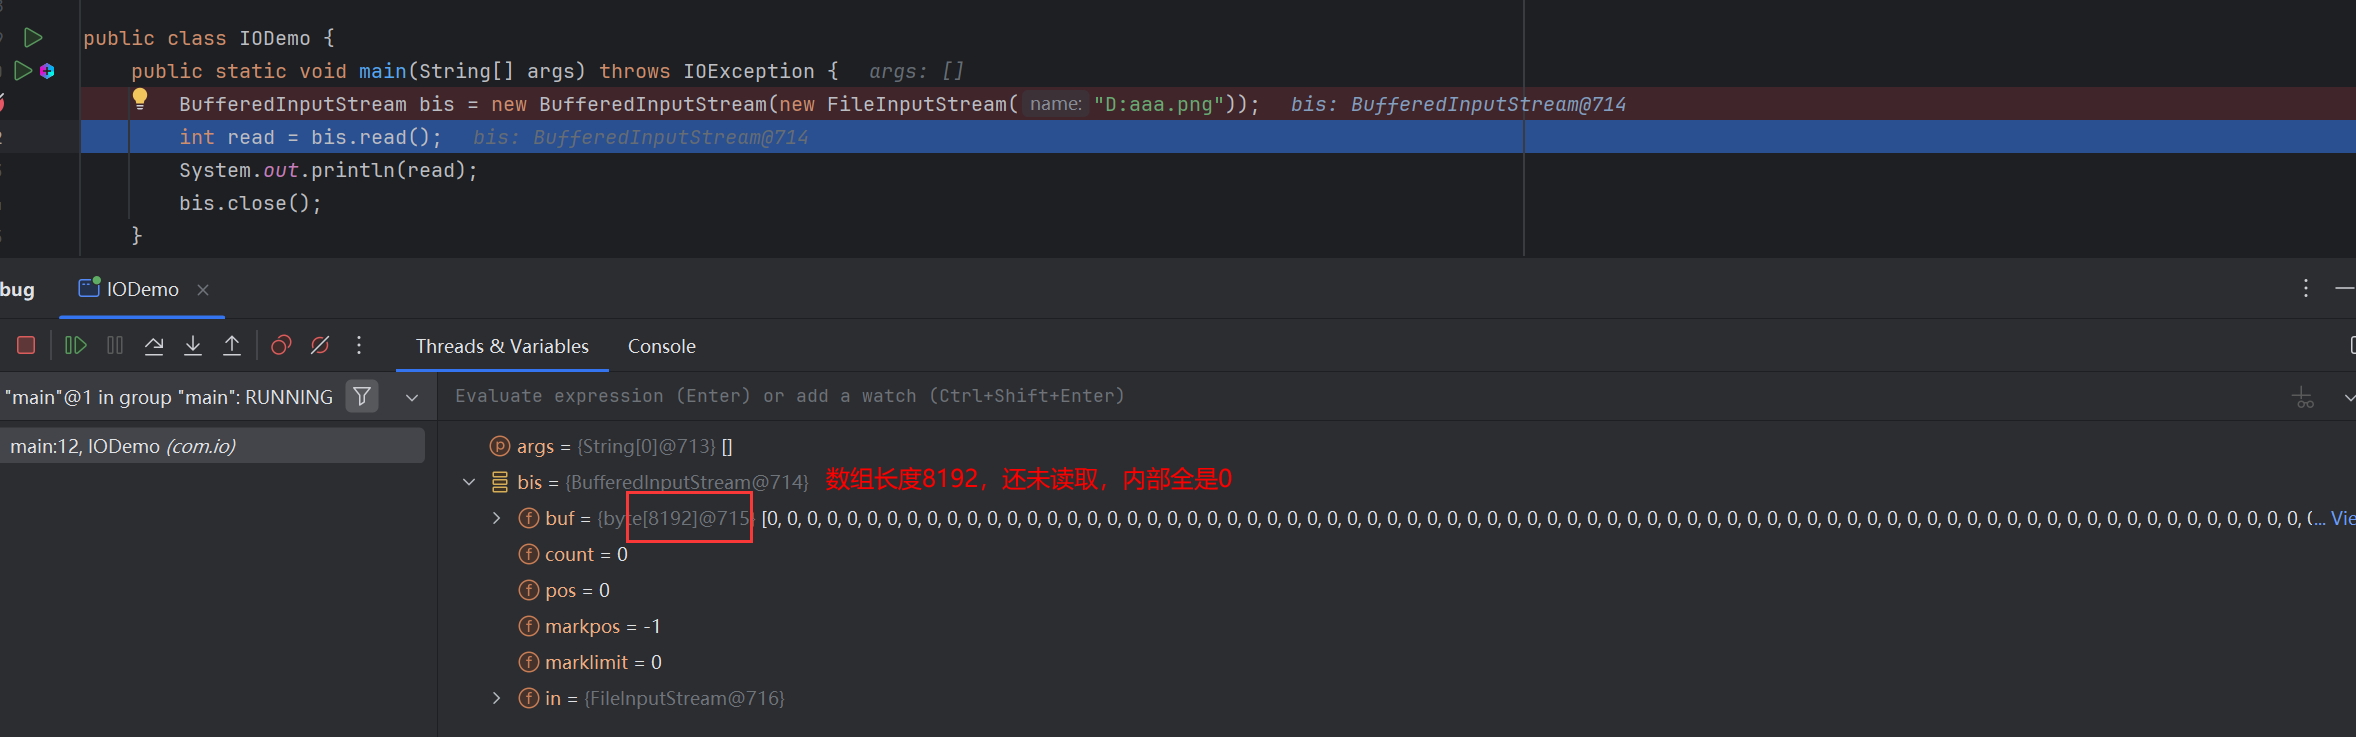 public class IODemo {
public static void main(String[] args) throws IOException {   args: []
BufferedInputStream bis = new BufferedInputStream(new FileInputStream( name: "D:aaa.png"));   bis: BufferedInputStream@714
int read = bis.read();   bis: BufferedInputStream@714
System.out.println(read);
bis.close();
}
bug   IODemo
Threads & Variables   Console
"main"@1 in group "main": RUNNING   Evaluate expression (Enter) or add a watch (Ctrl+Shift+Enter)
main:12, IODemo (com.io)   args = {String[0]@713} []
bis = {BufferedInputStream@714}   数组长度8192，还未读取，内部全是0
buf = {byte[8192]@715} [0, 0, 0, 0, 0, 0, 0, 0, 0, 0, 0, 0, 0, 0, 0, 0, 0, 0, 0, 0, 0, 0, 0, 0, 0, 0, 0, 0, 0, 0, 0, 0, 0, 0, 0, 0, 0, 0, 0, 0, 0, 0, 0, 0, 0, 0, 0, 0, 0, 0, 0, 0, 0, 0, 0, 0, 0, 0, 0, 0, 0, 0, 0, 0, 0, 0, 0, 0, 0, 0, 0, 0, 0, 0, 0, 0, 0, ... Vie
count = 0
pos = 0
markpos = -1
marklimit = 0
in = {FileInputStream@716}